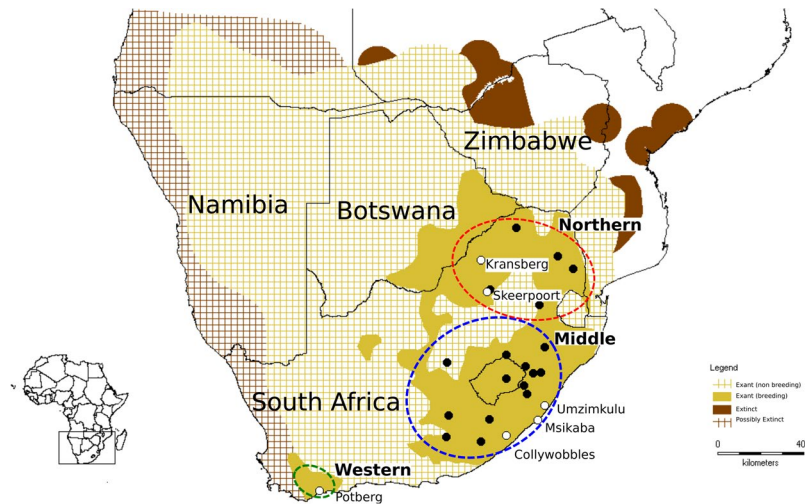 Zimbabwe
Namibia
Botswana
Northern
Kransberg
Skeerpoort
Middle
South Africa
Umzimkulu
Msikaba
Collywobbles
Western
Potberg
Legend
Exant (non breeding)
Exant (breeding)
Extinct
Possibly Extinct
0 40
kilometers